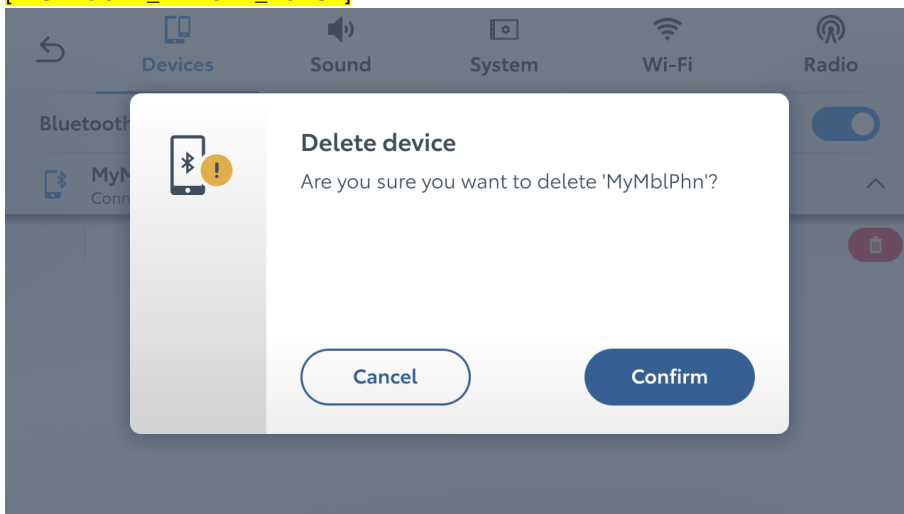 Devices
Sound
System
Wi-Fi
Radio
Delete device
Are you sure you want to delete 'MyMblPhn'?
Cancel
Confirm